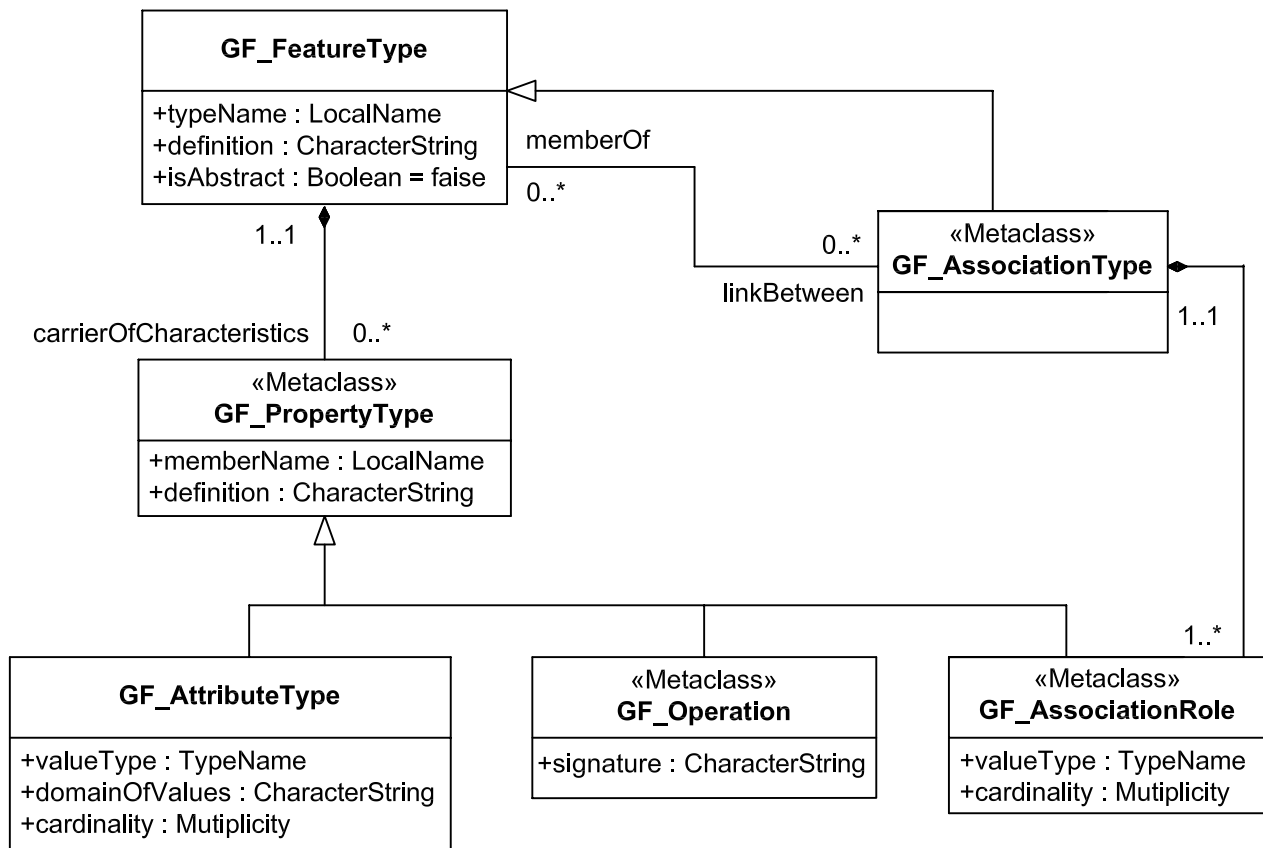 GF_FeatureType
+typeName : LocalName
+definition : CharacterString
+isAbstract : Boolean = faise
memberOf
0..*
1..1
«Metaclass»
GF_AssociationType
0..*
linkBetween
1..1
carrierOfCharacteristics
0..*
«Metaclass»
GF_PropertyType
+memberName : LocalName
+definition : CharacterString
1..*
GF_AttributeType
+valueType : TypeName
+domainOfValues : CharacterString
+cardinality : Mutiplicity
«Metaclass»
GF_Operation
+signature : CharacterString
«Metaclass»
GF_AssociationRole
+valueType : TypeName
+cardinality : Mutiplicity